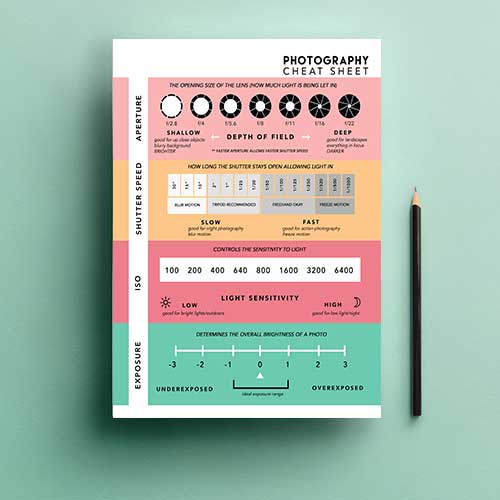 PHOTOGRAPHY
CHEAT SHEET
APERTURE
THE OPENING SIZE OF THE LENS (HOW MUCH LIGHT IS BEING LET IN)
f/2.8 f/4 f/5.6 f/8 f/11 f/16 f/22
SHALLOW
good for up close objects
blurry background
BRIGHTER
DEPTH OF FIELD
** FASTER APERTURE ALLOWS FASTER SHUTTER SPEED
DEEP
good for landscapes
everything in focus
DARKER
SHUTTER SPEED
HOW LONG THE SHUTTER STAYS OPEN ALLOWING LIGHT IN
BLUR MOTION TRIPOD RECOMMENDED FREEHAND OKAY FREEZE MOTION
SLOW
good for night photography
blur motion
FAST
good for action photography
freeze motion
ISO
CONTROLS THE SENSITIVITY TO LIGHT
100 200 400 640 800 1600 3200 6400
LIGHT SENSITIVITY
LOW
good for bright lights/outdoors
HIGH
good for low light/night
EXPOSURE
DETERMINES THE OVERALL BRIGHTNESS OF A PHOTO
-3 -2 -1 0 1 2 3
UNDEREXPOSED
OVEREXPOSED
ideal exposure range